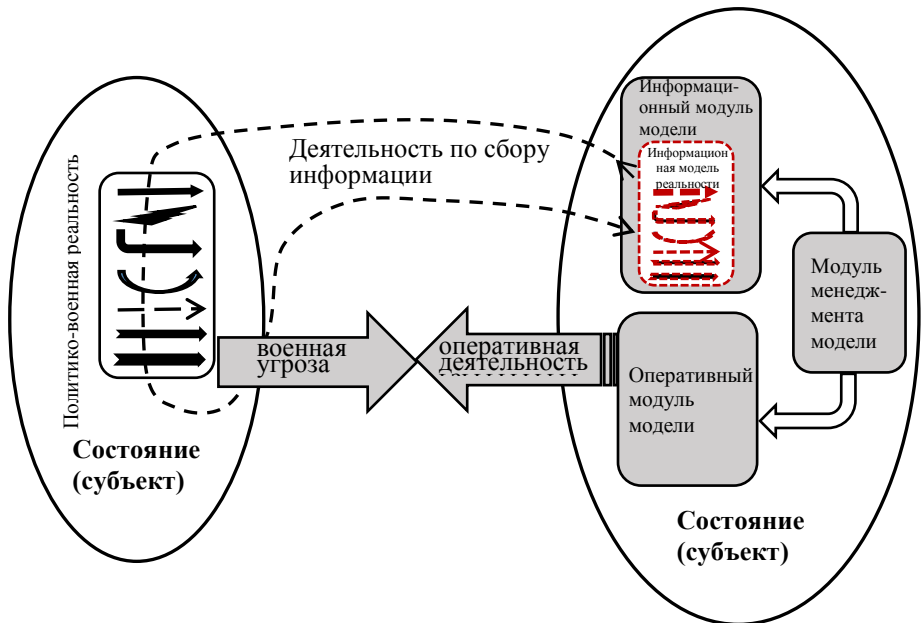 Политико-военная реальность
Состояние
(субъект)
Деятельность по сбору
информации
военная
угроза
оперативная
деятельность
Информаци-
онный модуль
модели
Информацион
ная модель
реальности
Модуль
менедж-
мента
модели
Оперативный
модуль
модели
Состояние
(субъект)